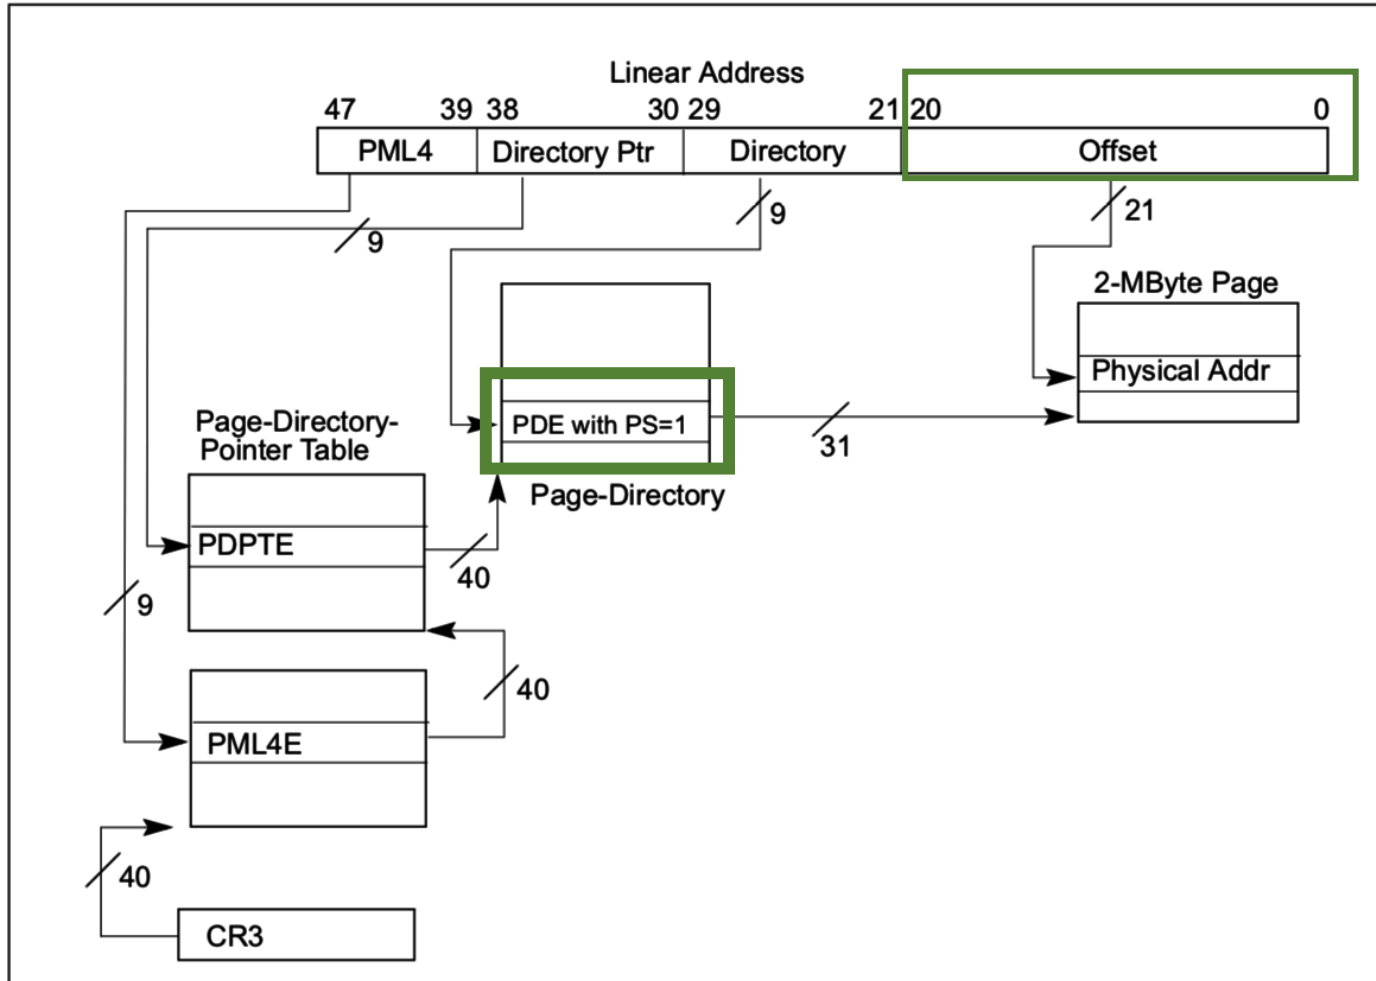 Linear Address
47 39 38 30 29 21 20 0
PML4 Directory Ptr Directory Offset
9
9
21
2-MByte Page
Physical Addr
PDE with PS=1
31
Page-Directory-
Pointer Table
Page-Directory
PDPTE
40
9
40
PML4E
40
CR3